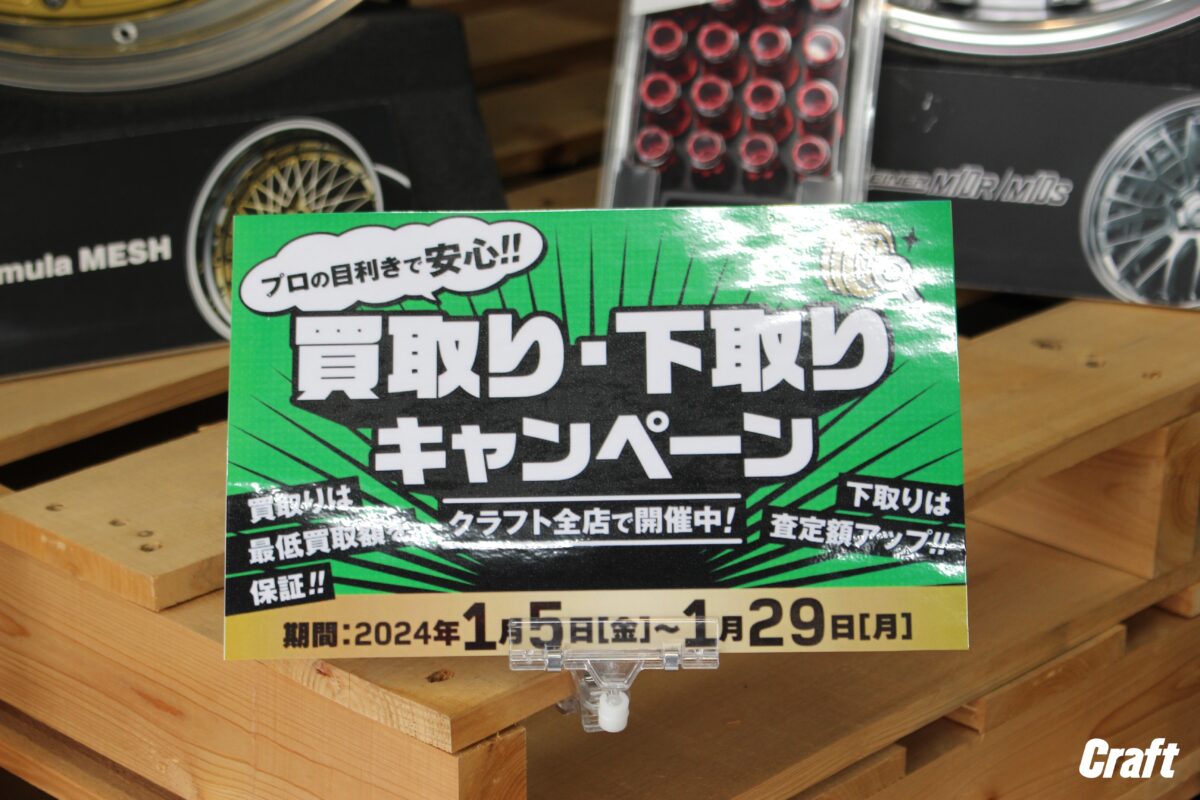 mula MESH
M10R/M10S
プロの目利きで安心!!
買取り・下取り
キャンペーン
買取りは
最低買取額を
保証!!
クラフト全店で開催中!
下取りは
査定額アップ!!
期間:2024年1月5日[金]~1月29日[月]
Craft